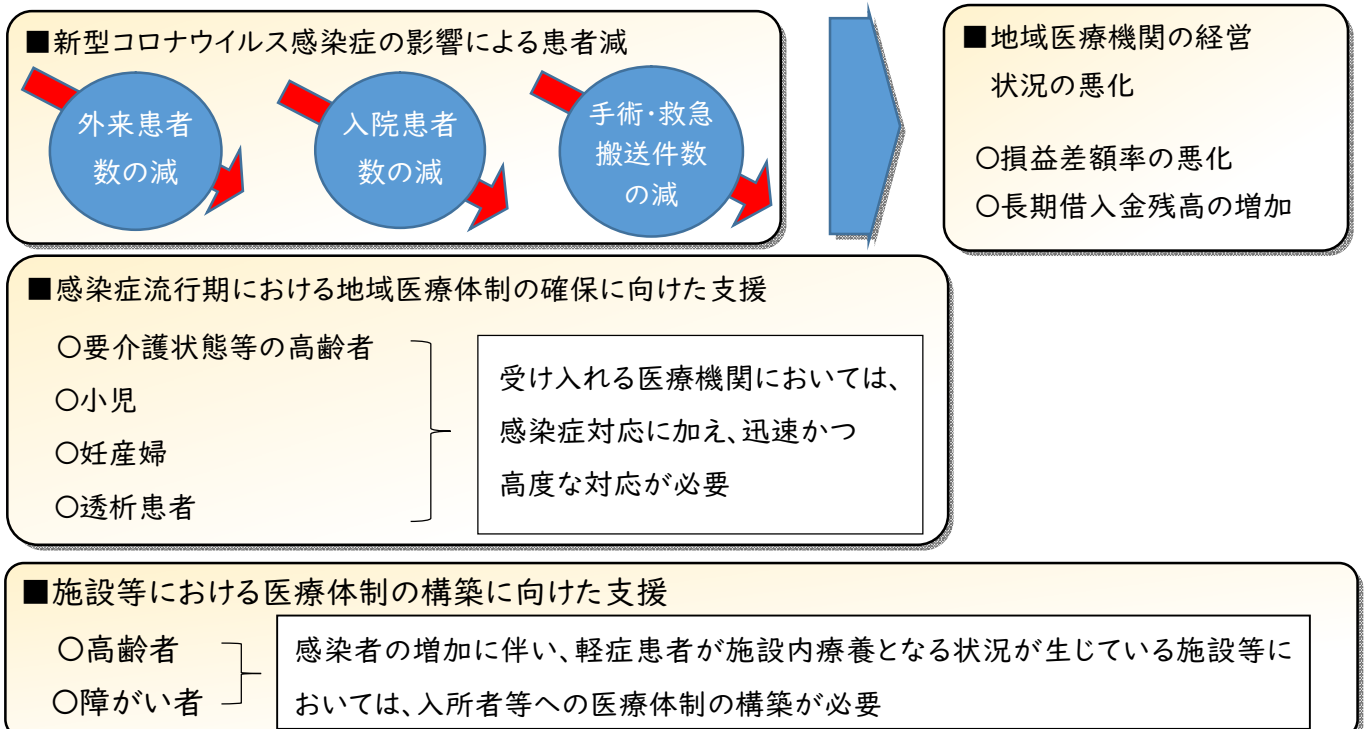 ■新型コロナウイルス感染症の影響による患者減
外来患者
数の減
入院患者
数の減
手術・救急
搬送件数
の減
■地域医療機関の経営
状況の悪化
○損益差額率の悪化
○長期借入金残高の増加
■感染症流行期における地域医療体制の確保に向けた支援
○要介護状態等の高齢者
○小児
○妊産婦
○透析患者
受け入れる医療機関においては、
感染症対応に加え、迅速かつ
高度な対応が必要
■施設等における医療体制の構築に向けた支援
○高齢者
○障がい者
感染者の増加に伴い、軽症患者が施設内療養となる状況が生じている施設等に
おいては、入所者等への医療体制の構築が必要